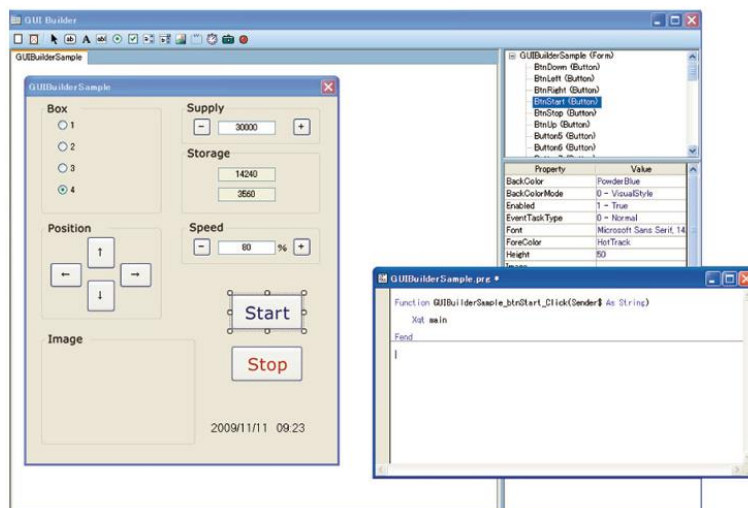 GUI Builder
GUIBuilderSample
GUIBuilderSample
Box
1
2
3
4
Supply
30000
Storage
14240
3560
Position
↑
←
→
↓
Speed
80
%
Start
Stop
Image
2009/11/11 09:23
GUIBuilderSample (Form)
BtnDown (Button)
BtnLeft (Button)
BtnRight (Button)
BtnStart (Button)
BtnStop (Button)
BtnUp (Button)
Button5 (Button)
Button6 (Button)
Property Value
BackColor PowderBlue
BackColorMode 0 - VisualStyle
Enabled 1 - True
EventTaskType 0 - Normal
Font Microsoft Sans Serif, 14
ForeColor HotTrack
Height 50
GUIBuilderSample.prg *
Function GUIBuilderSample_btnStart_Click(Sender$ As String)
Xqt main
Fend